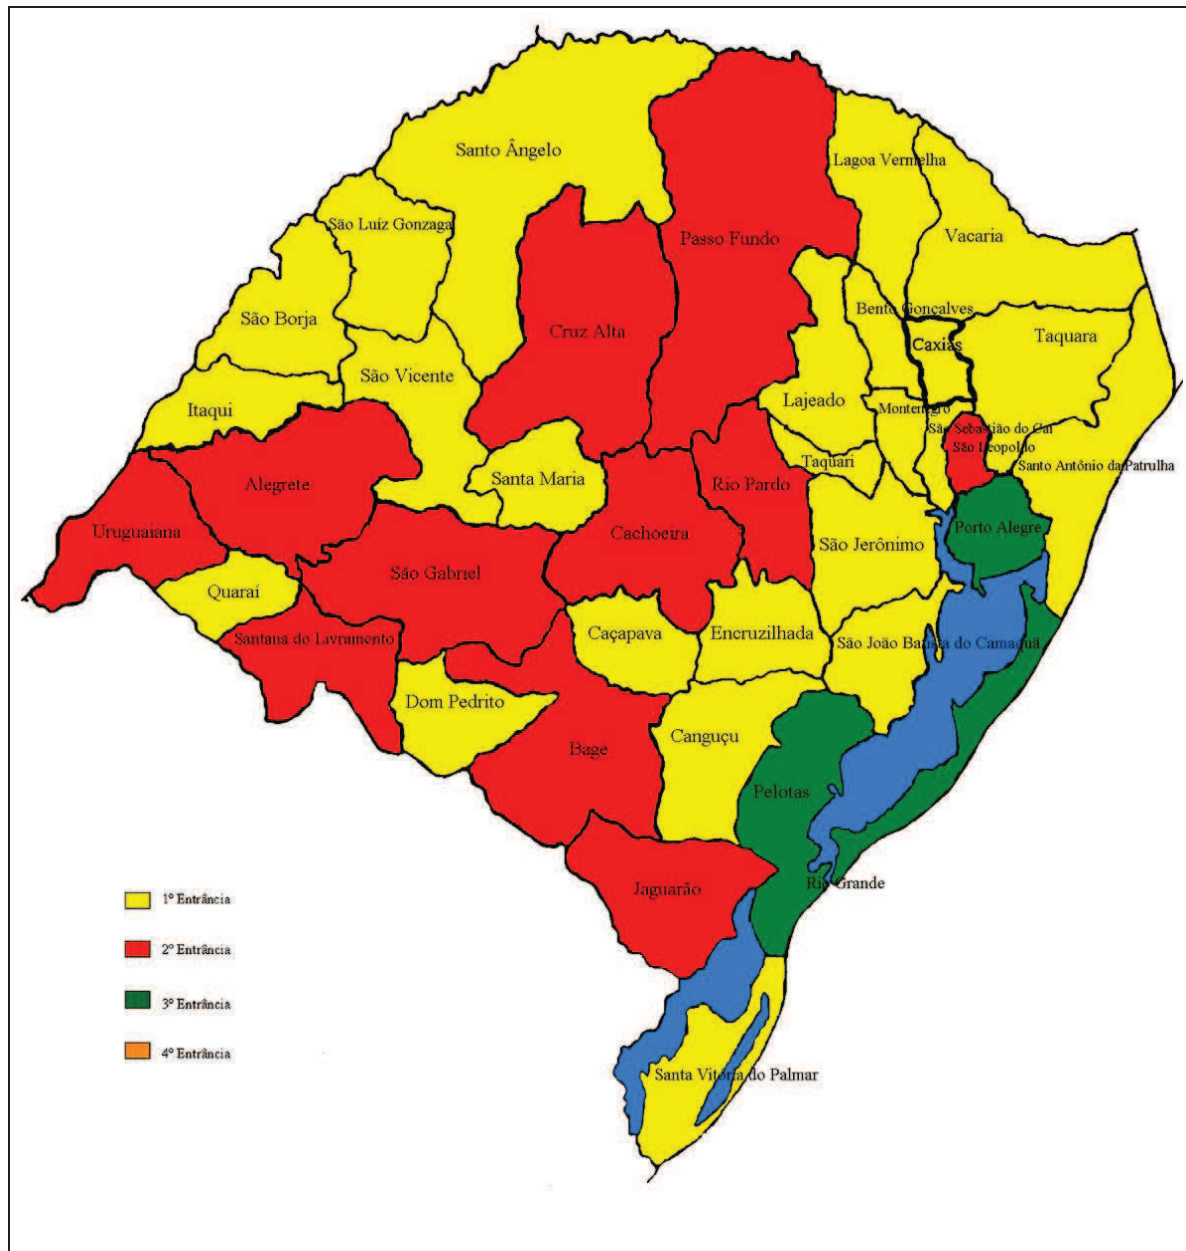 Santo Ângelo
Lagoa Vermelha
São Luíz Gonzaga
Passo Fundo
Vacaria
São Borja
Bento Gonçalves
Cruz Alta
Caxias
Taquara
São Vicente
Lajeado
Itaqui
Montenegro
São Sebastião do Caí
São Leopoldo
Taquari
Santo Antônio da Patrulha
Santa Maria
Alegrete
Rio Pardo
Uruguaiana
Cachoeira
Porto Alegre
São Jerônimo
São Gabriel
Quaraí
Santana do Livramento
Caçapava
Encruzilhada
São João Batista do Camaquã
Dom Pedrito
Canguçu
Bage
Pelotas
Rio Grande
Jaguarão
1º Entrância
2º Entrância
3º Entrância
4º Entrância
Santa Vitória do Palmar